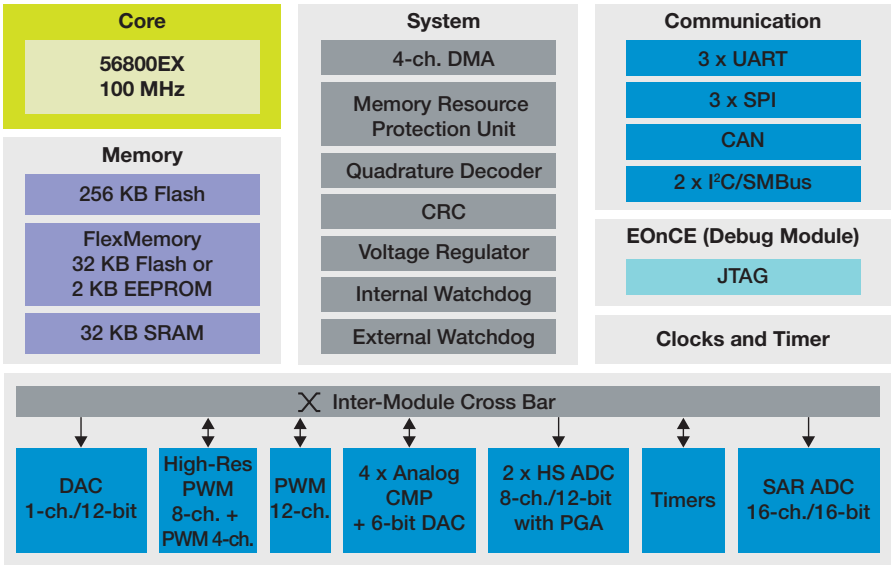 Core
56800EX
100 MHz
Memory
256 KB Flash
FlexMemory
32 KB Flash or
2 KB EEPROM
32 KB SRAM
System
4-ch. DMA
Memory Resource
Protection Unit
Quadrature Decoder
CRC
Voltage Regulator
Internal Watchdog
External Watchdog
Communication
3 x UART
3 x SPI
CAN
2 x I²C/SMBus
EOnCE (Debug Module)
JTAG
Clocks and Timer
Inter-Module Cross Bar
DAC
1-ch./12-bit
High-Res
PWM
8-ch. +
PWM 4-ch.
PWM
12-ch.
4 x Analog
CMP
+ 6-bit DAC
2 x HS ADC
8-ch./12-bit
with PGA
Timers
SAR ADC
16-ch./16-bit